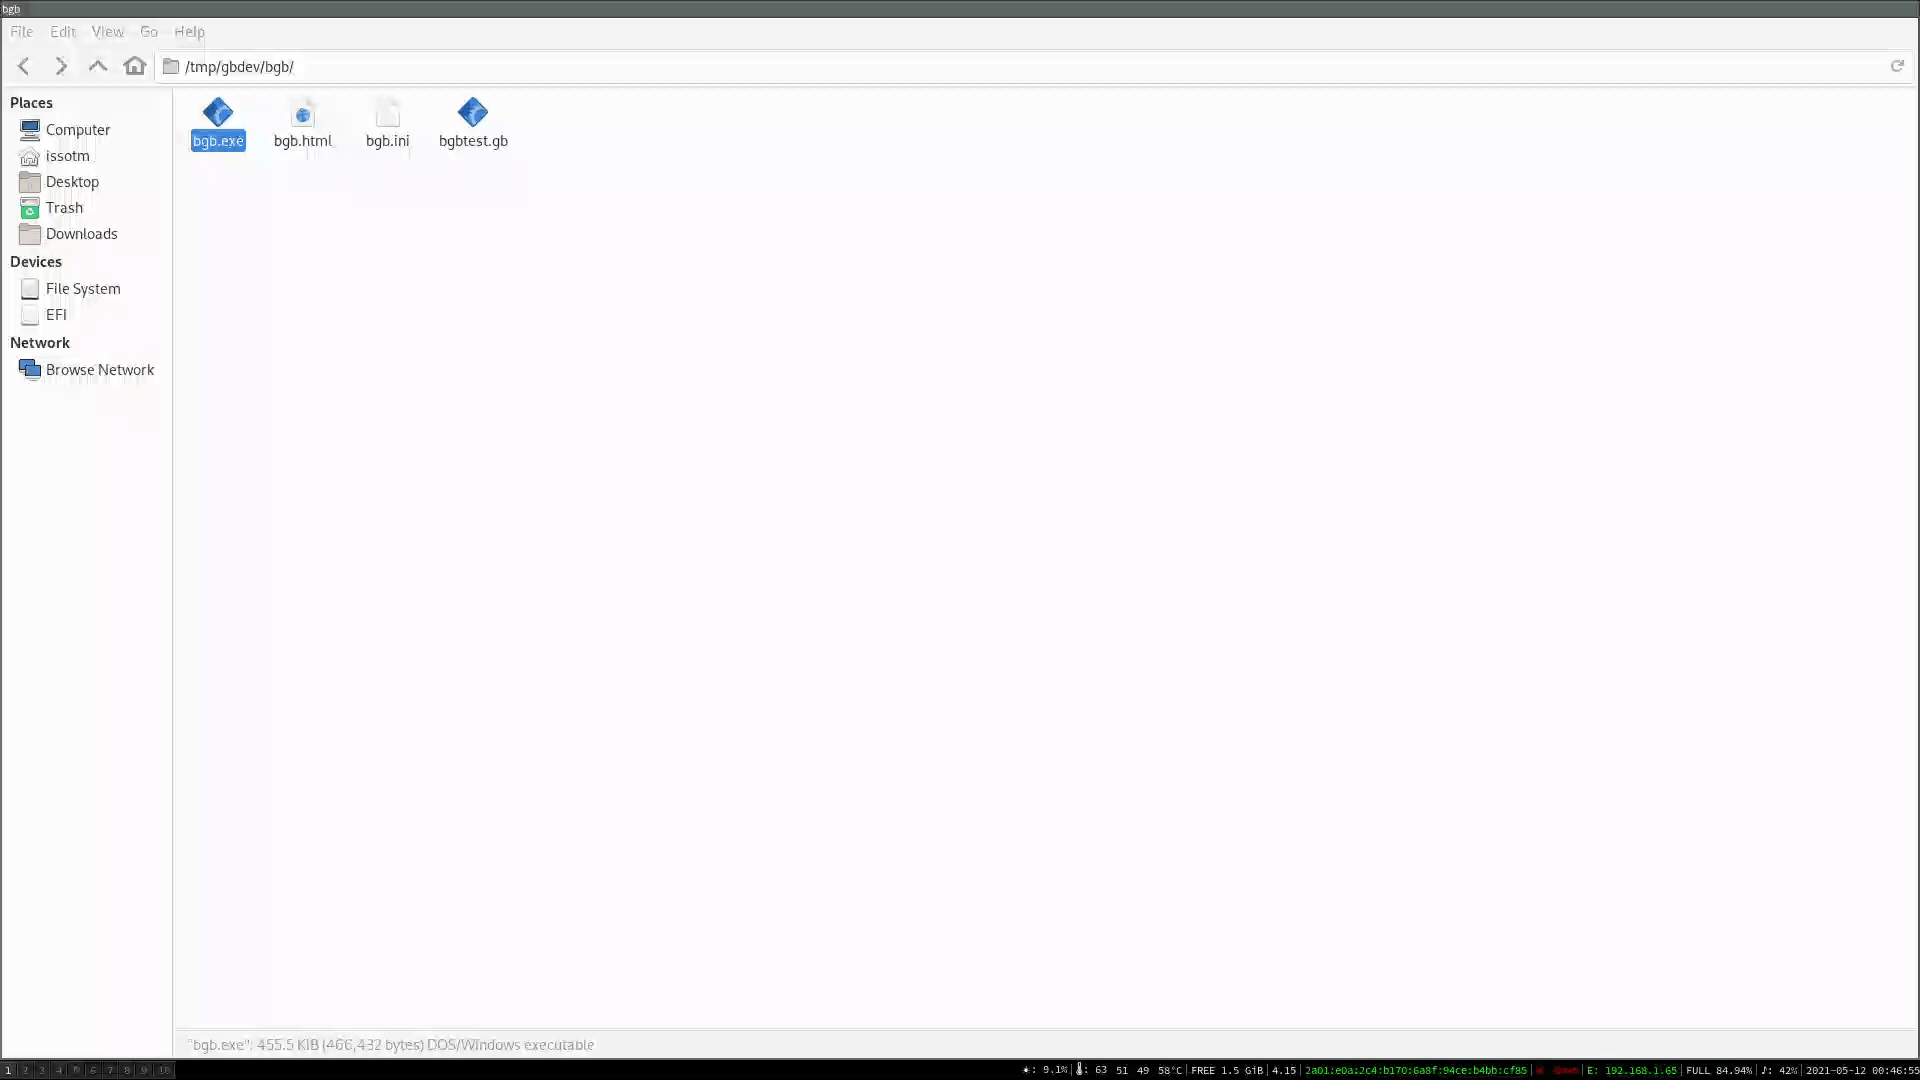 bgb
File Edit View Go Help
/tmp/gbdev/bgb/
Places
Computer
issotm
Desktop
Trash
Downloads
Devices
File System
EFI
Network
Browse Network
bgb.exe bgb.html bgb.ini bgbtest.gb
"bgb.exe": 455.5 KiB (466,432 bytes) DOS/Windows executable
1 2 3 4 5 6 7 8 9 10
: 9.1% : 63 51 49 58°C FREE 1.5 GiB 4.15 2a01:e0a:2c4:b170:6a8f:94ce:b4bb:cf85 down E: 192.168.1.65 FULL 84.94% ♪: 42% 2021-05-12 00:46:55